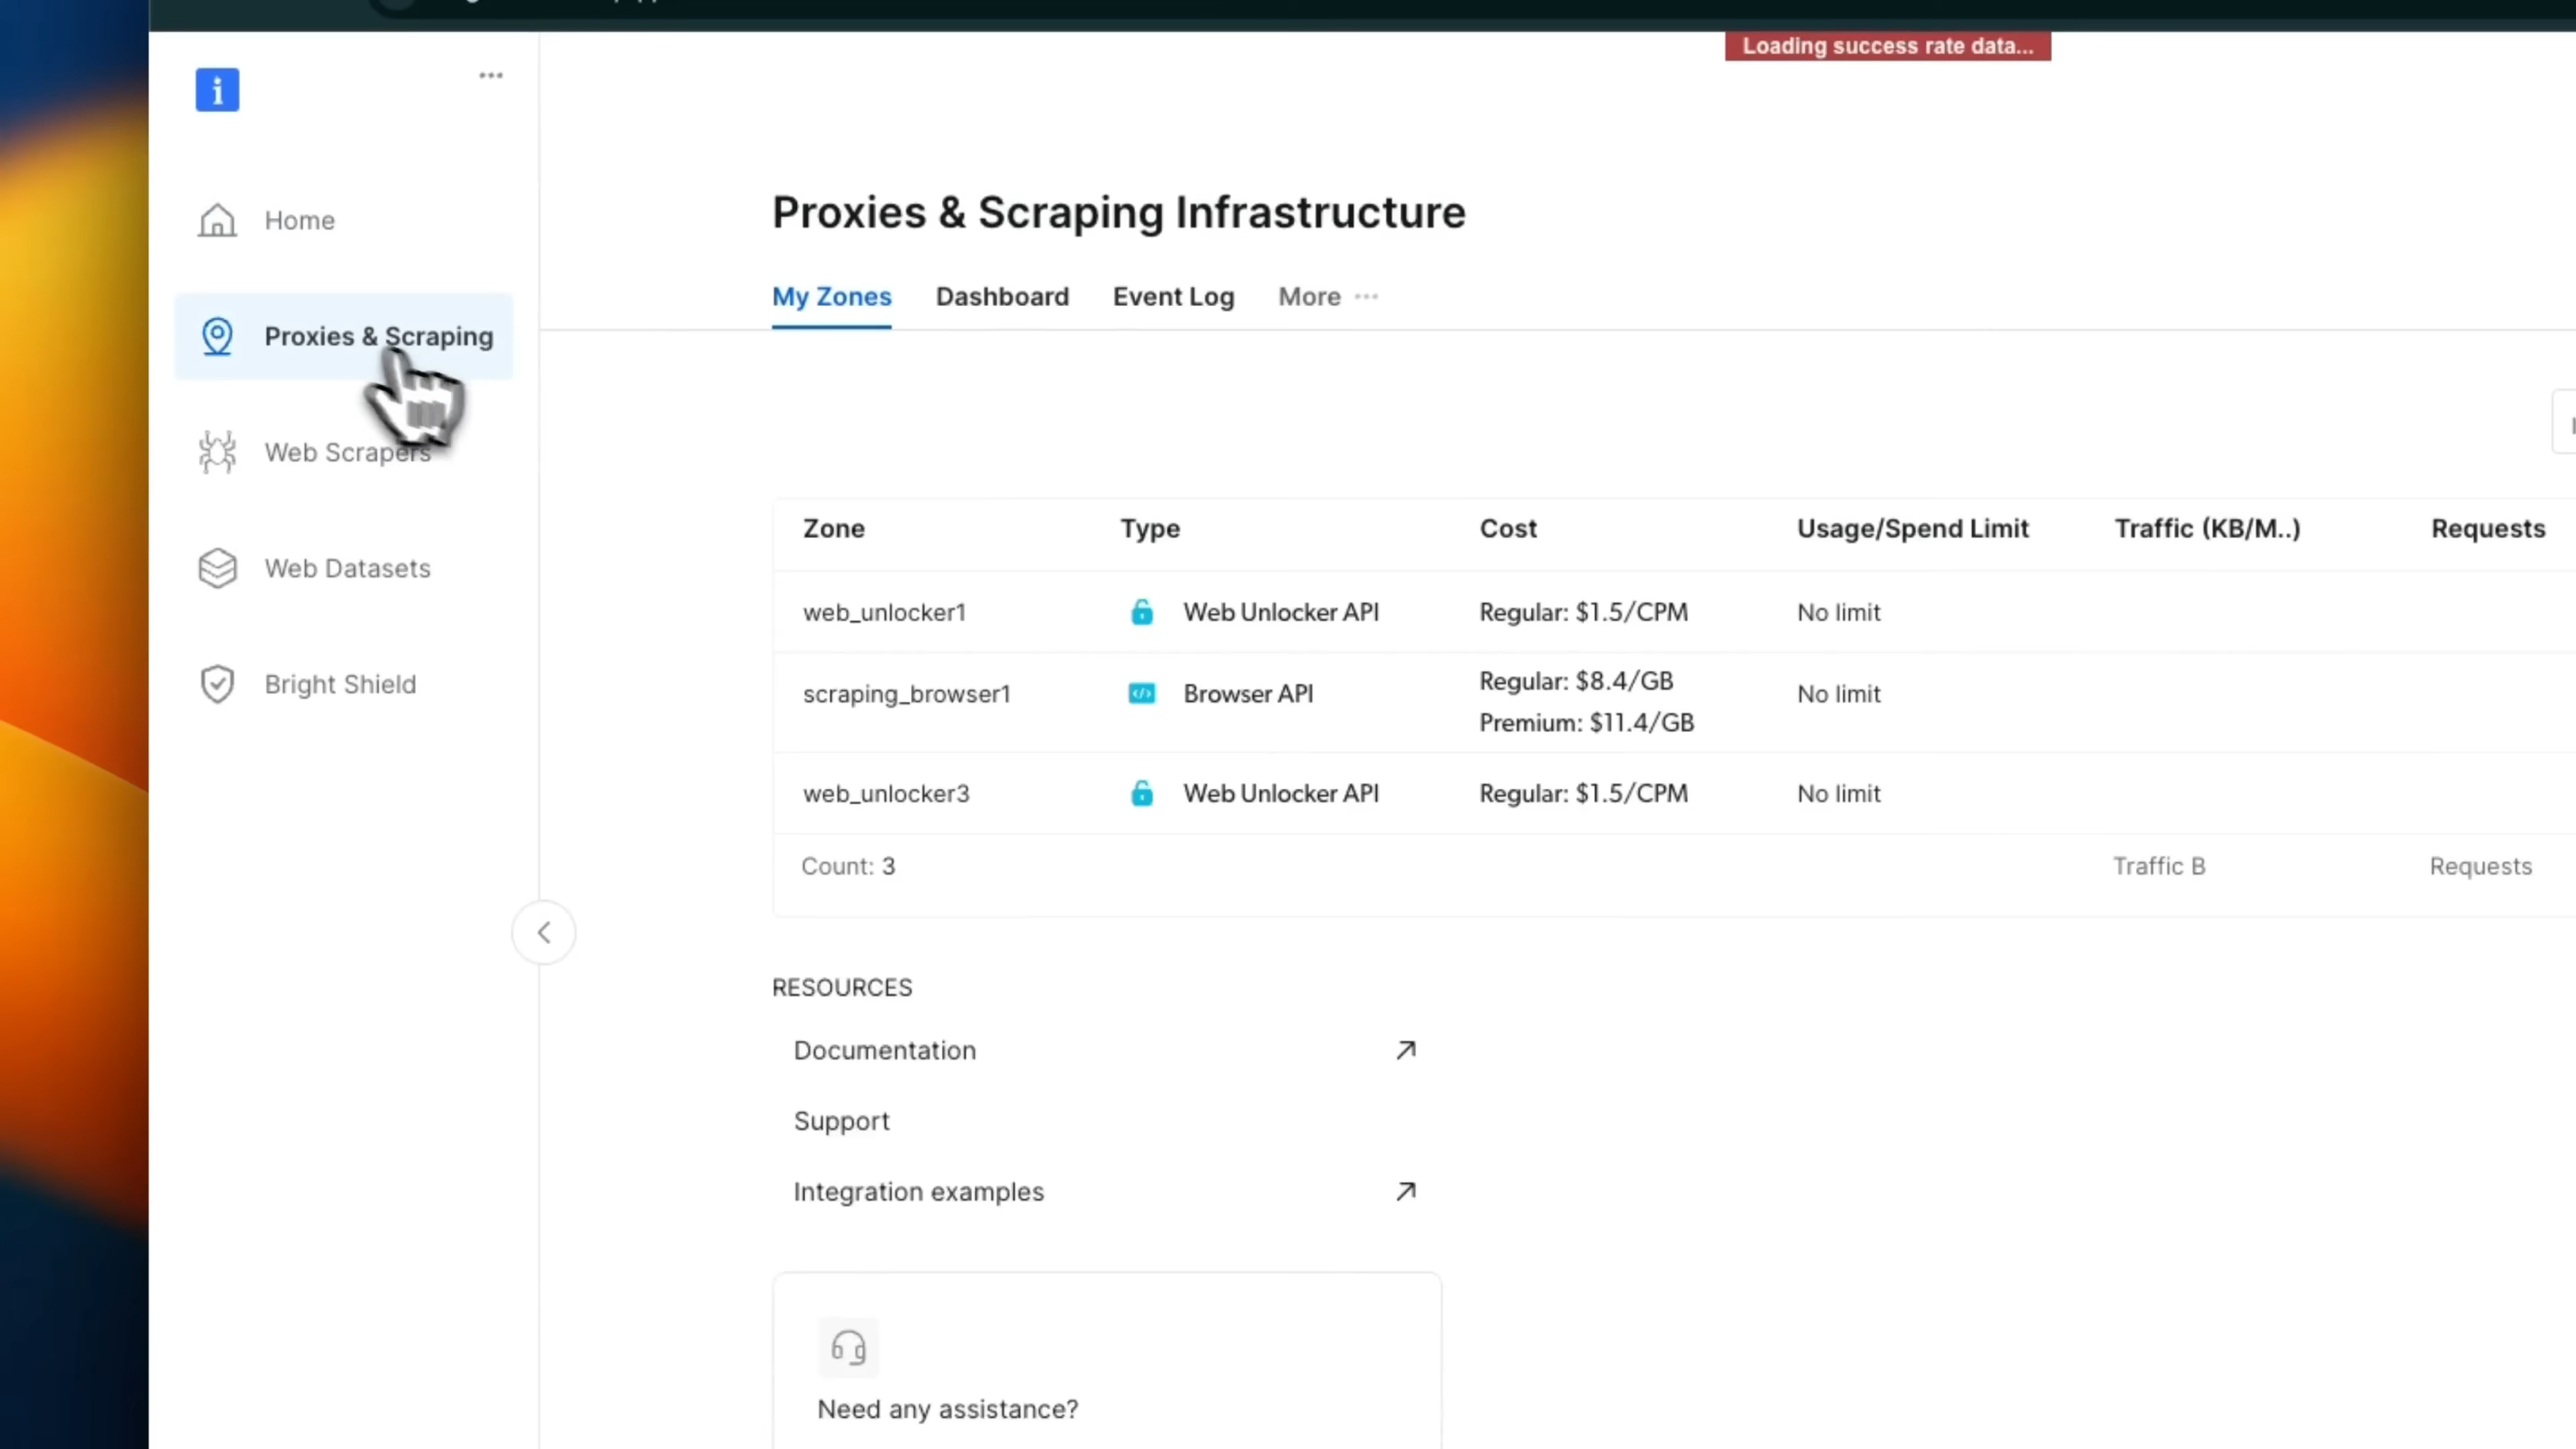 Loading success rate data...
Home
Proxies & Scraping
Web Scrapers
Web Datasets
Bright Shield
Proxies & Scraping Infrastructure
My Zones
Dashboard
Event Log
More
Zone
Type
Cost
Usage/Spend Limit
Traffic (KB/M..)
Requests
web_unlocker1
Web Unlocker API
Regular: $1.5/CPM
No limit
scraping_browser1
Browser API
Regular: $8.4/GB
Premium: $11.4/GB
No limit
web_unlocker3
Web Unlocker API
Regular: $1.5/CPM
No limit
Count: 3
Traffic B
Requests
RESOURCES
Documentation
Support
Integration examples
Need any assistance?